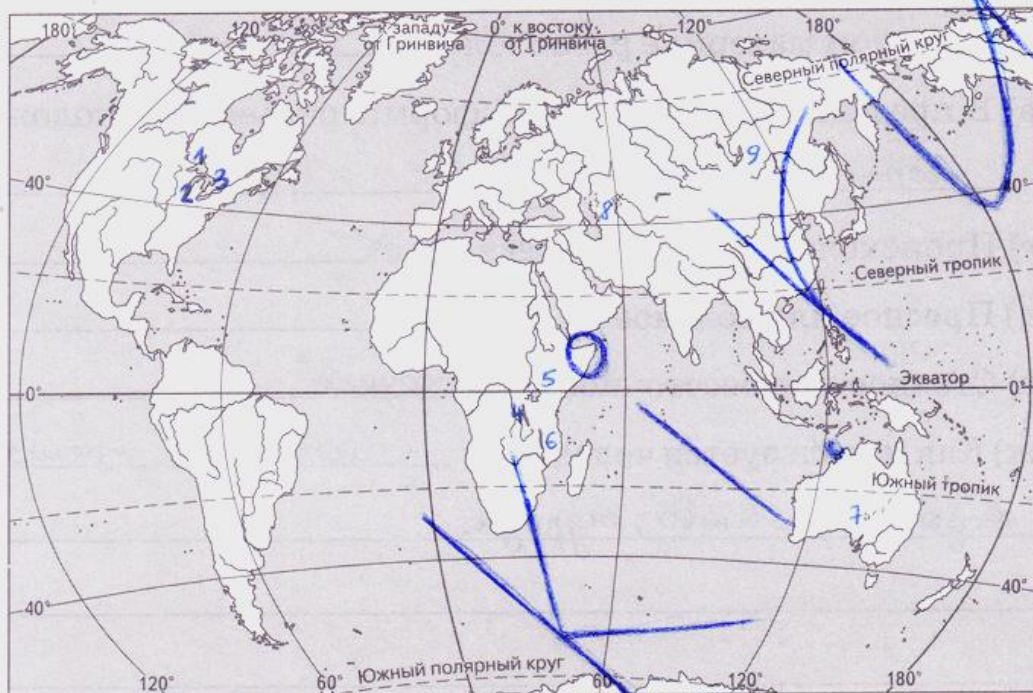 180° 120° к западу от Гринвича 0° к востоку от Гринвича 60° 120° 180°
Северный полярный круг
1 9
40° 2 3 40°
8
Северный тропик
5
0° Экватор 0°
4
6
Южный тропик
7
40° 40°
Южный полярный круг
120° 60° 0° 60° 120° 180°